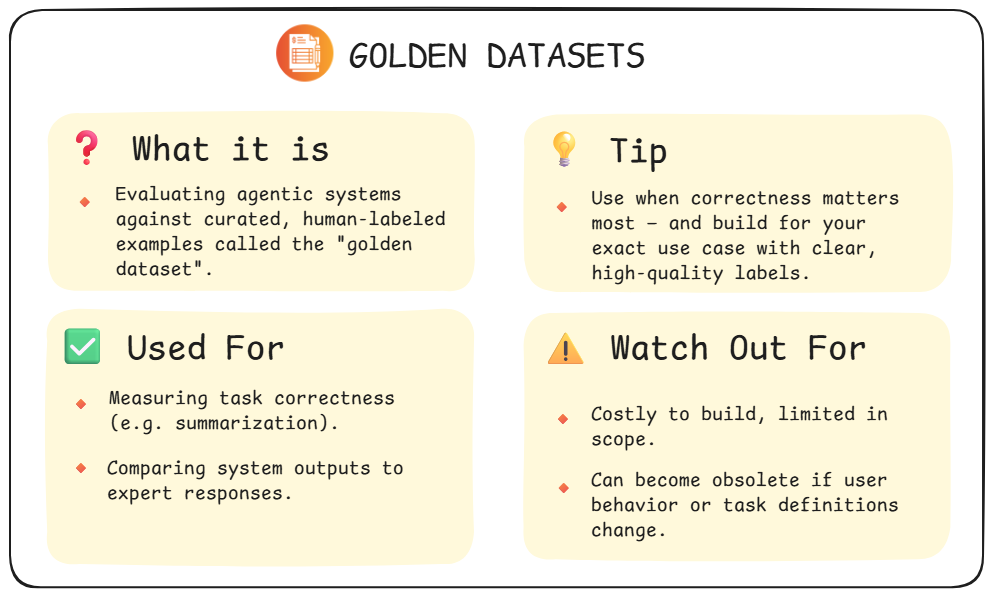 GOLDEN DATASETS
What it is
Evaluating agentic systems
against curated, human-labeled
examples called the "golden
dataset".
Tip
Use when correctness matters
most – and build for your
exact use case with clear,
high-quality labels.
Used For
Measuring task correctness
(e.g. summarization).
Comparing system outputs to
expert responses.
Watch Out For
Costly to build, limited in
scope.
Can become obsolete if user
behavior or task definitions
change.